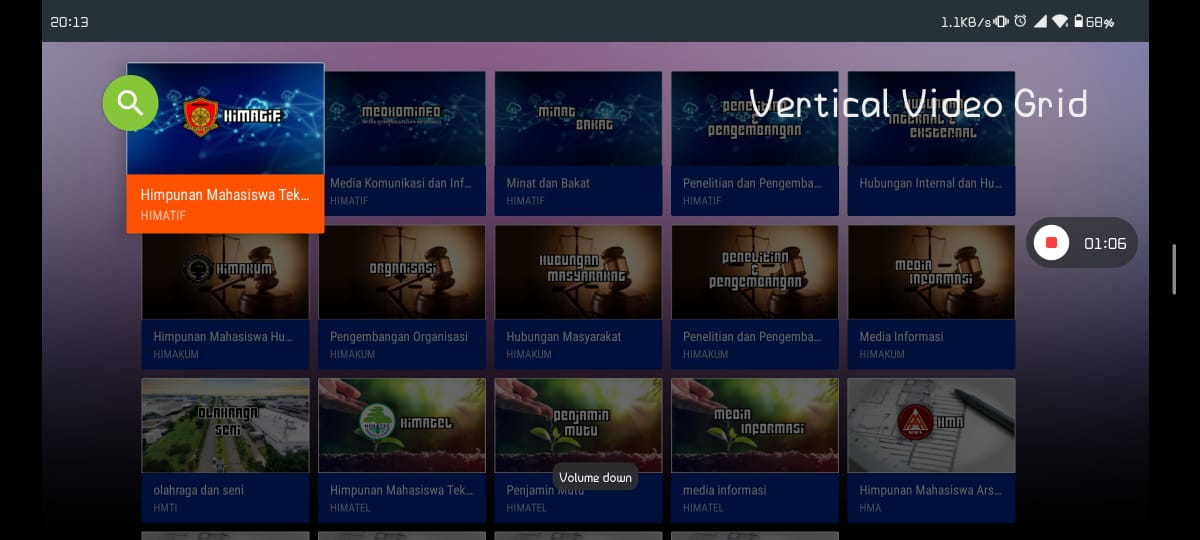 20:13
1.1KB/s
68%
Vertical Video Grid
HIMATIF
Himpunan Mahasiswa Tek...
HIMATIF
MEDKOMINFO
Media Komunikasi dan Inf...
HIMATIF
MINAT
BAKAT
Minat dan Bakat
HIMATIF
penelitian
&
pengembangan
Penelitian dan Pengemba...
HIMATIF
HUBUNGAN
INTERNAL &
EKSTERNAL
Hubungan Internal dan Hu...
01:06
HIMAKUM
Himpunan Mahasiswa Hu...
HIMAKUM
ORGANISASI
Pengembangan Organisasi
HIMAKUM
HUBUNGAN
MASYARAKAT
Hubungan Masyarakat
HIMAKUM
penelitian
&
pengembangan
Penelitian dan Pengemba...
HIMAKUM
MEDIA
INFORMASI
Media Informasi
HIMAKUM
OLAHRAGA
SENI
olahraga dan seni
HMTI
HIMATEL
HIMATEL
Himpunan Mahasiswa Tek...
HIMATEL
PENJAMIN
MUTU
Penjamin Mutu
HIMATEL
MEDIA
INFORMASI
media informasi
HIMATEL
HMA
Himpunan Mahasiswa Ars...
HMA
Volume down